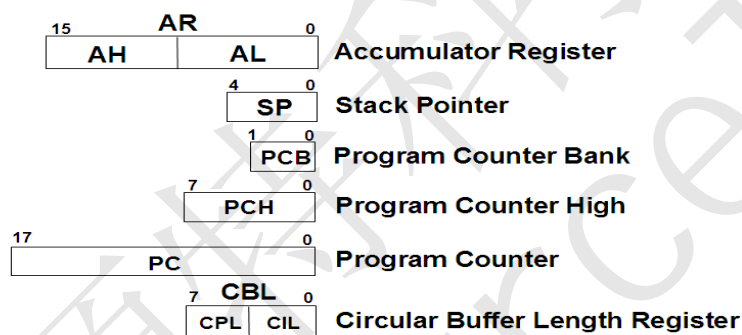 AR
15 0
AH AL Accumulator Register
4 0
SP Stack Pointer
1 0
PCB Program Counter Bank
7 0
PCH Program Counter High
17 0
PC Program Counter
7 CBL 0
CPL CIL Circular Buffer Length Register